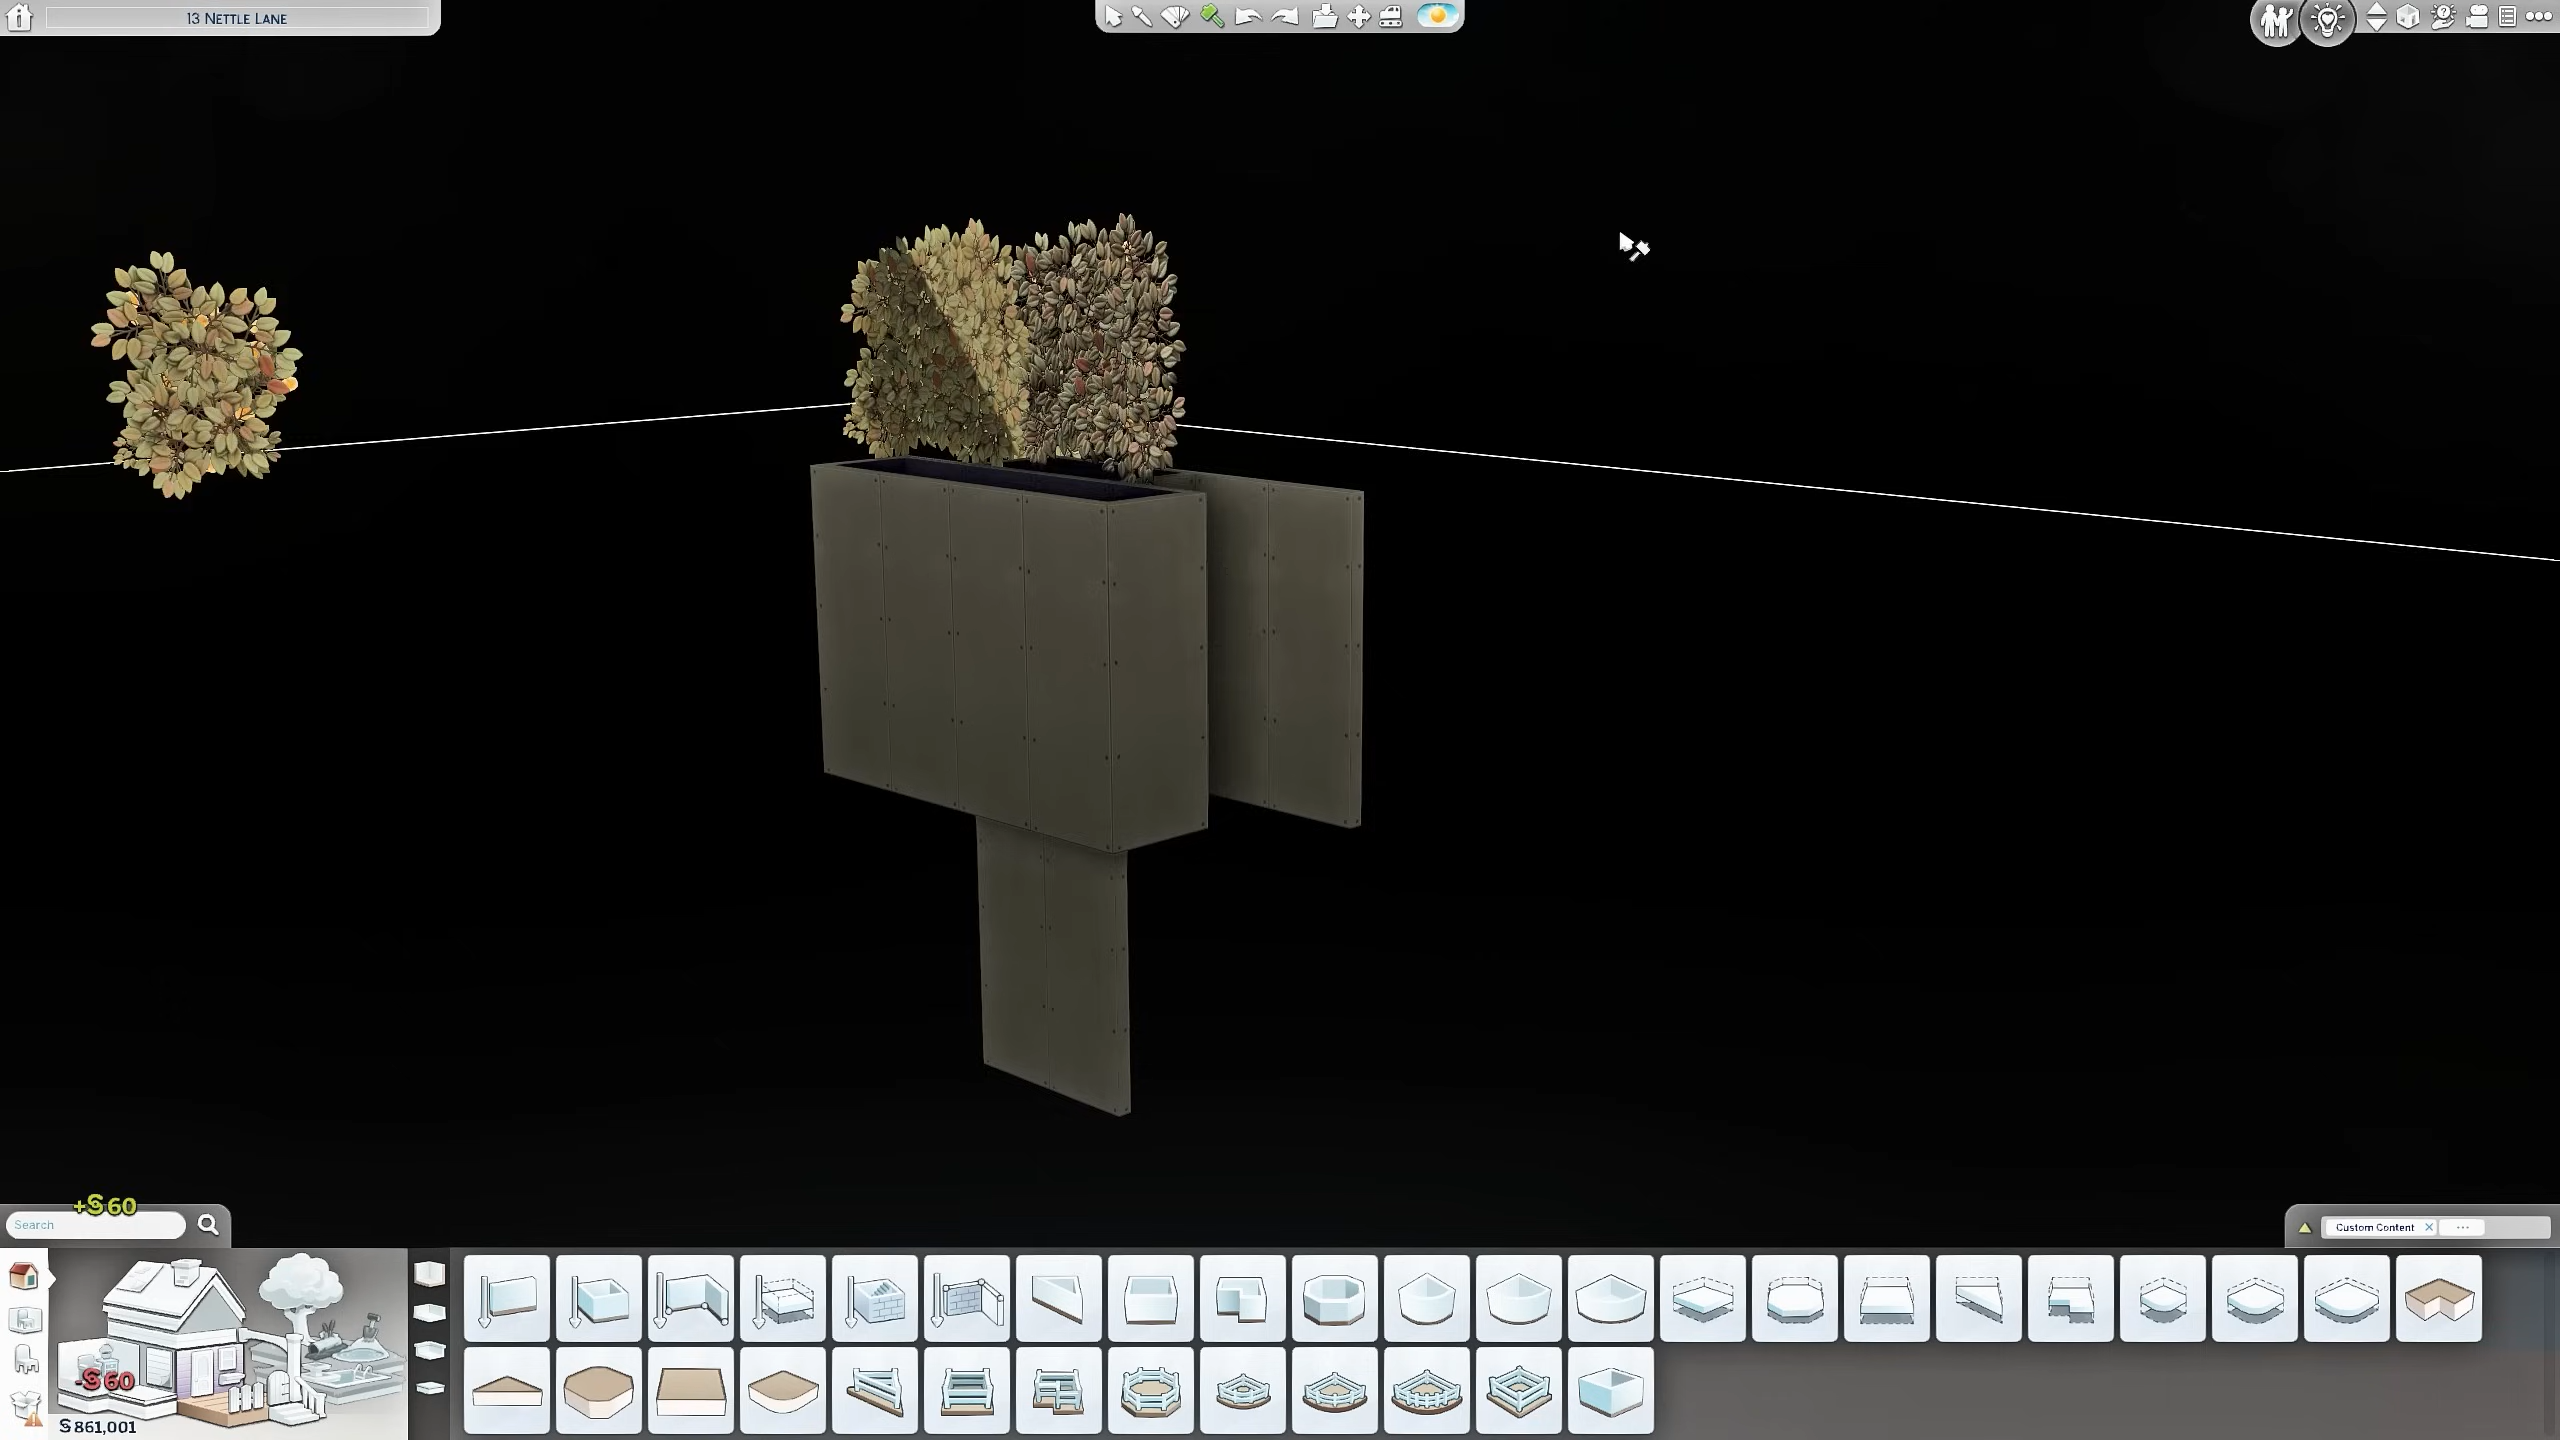 13 NETTLE LANE
+§60
Search
Custom Content
-§60
§861,001